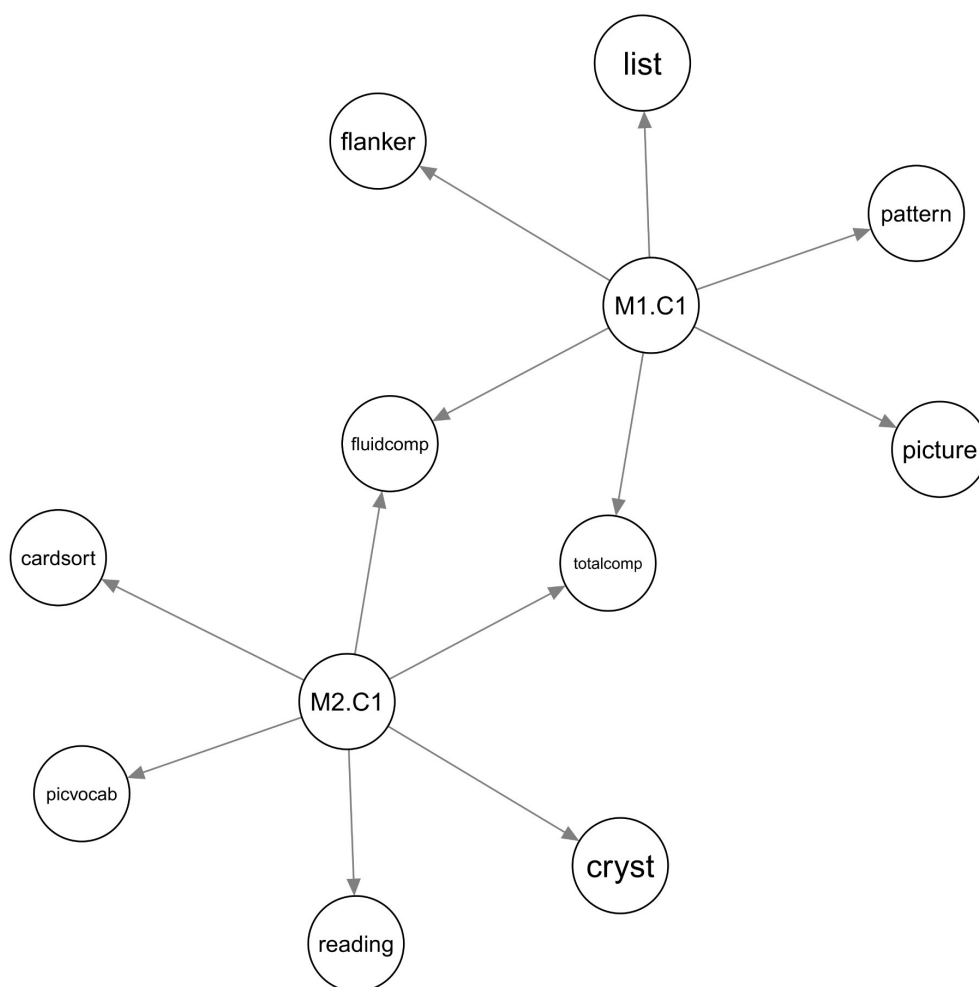 list
flanker
pattern
M1.C1
fluidcomp
picture
cardsort
totalcomp
M2.C1
picvocab
cryst
reading